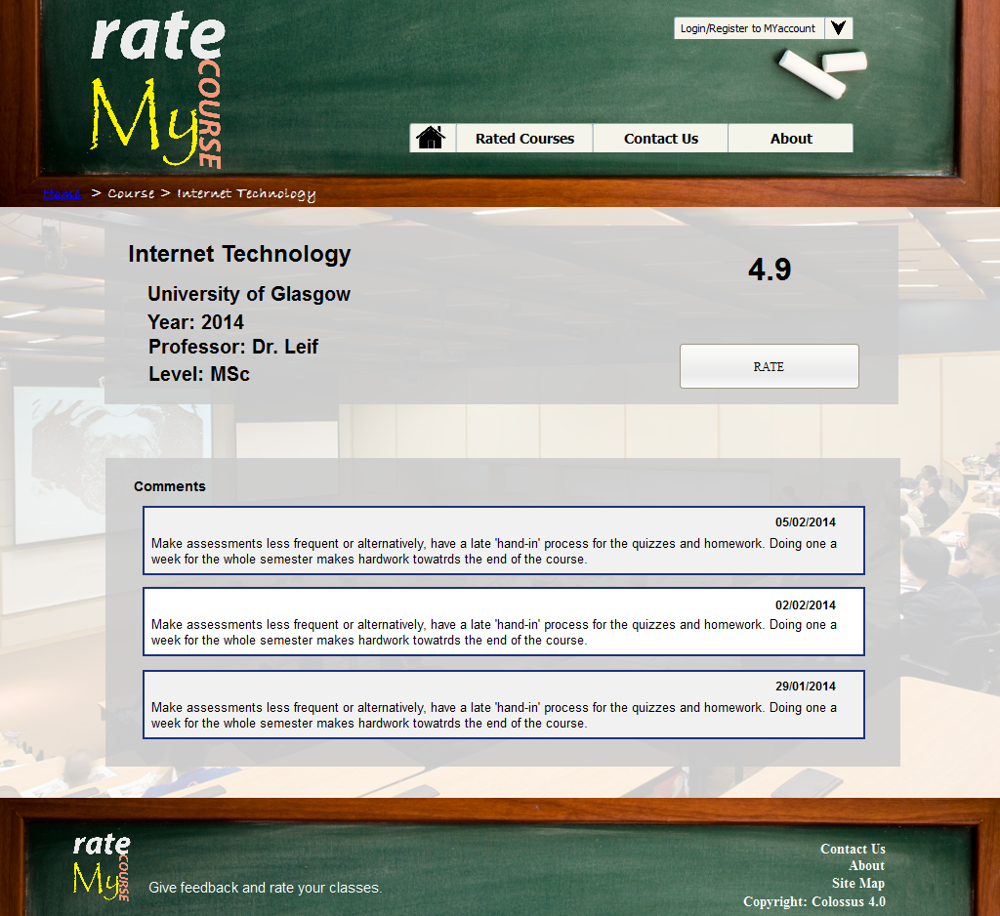 rate
My COURSE
Login/Register to MYaccount
Rated Courses
Contact Us
About
Home > Course > Internet Technology
Internet Technology
4.9
University of Glasgow
Year: 2014
Professor: Dr. Leif
Level: MSc
RATE
Comments
05/02/2014
Make assessments less frequent or alternatively, have a late 'hand-in' process for the quizzes and homework. Doing one a
week for the whole semester makes hardwork towatrds the end of the course.
02/02/2014
Make assessments less frequent or alternatively, have a late 'hand-in' process for the quizzes and homework. Doing one a
week for the whole semester makes hardwork towatrds the end of the course.
29/01/2014
Make assessments less frequent or alternatively, have a late 'hand-in' process for the quizzes and homework. Doing one a
week for the whole semester makes hardwork towatrds the end of the course.
rate
My COURSE
Give feedback and rate your classes.
Contact Us
About
Site Map
Copyright: Colossus 4.0